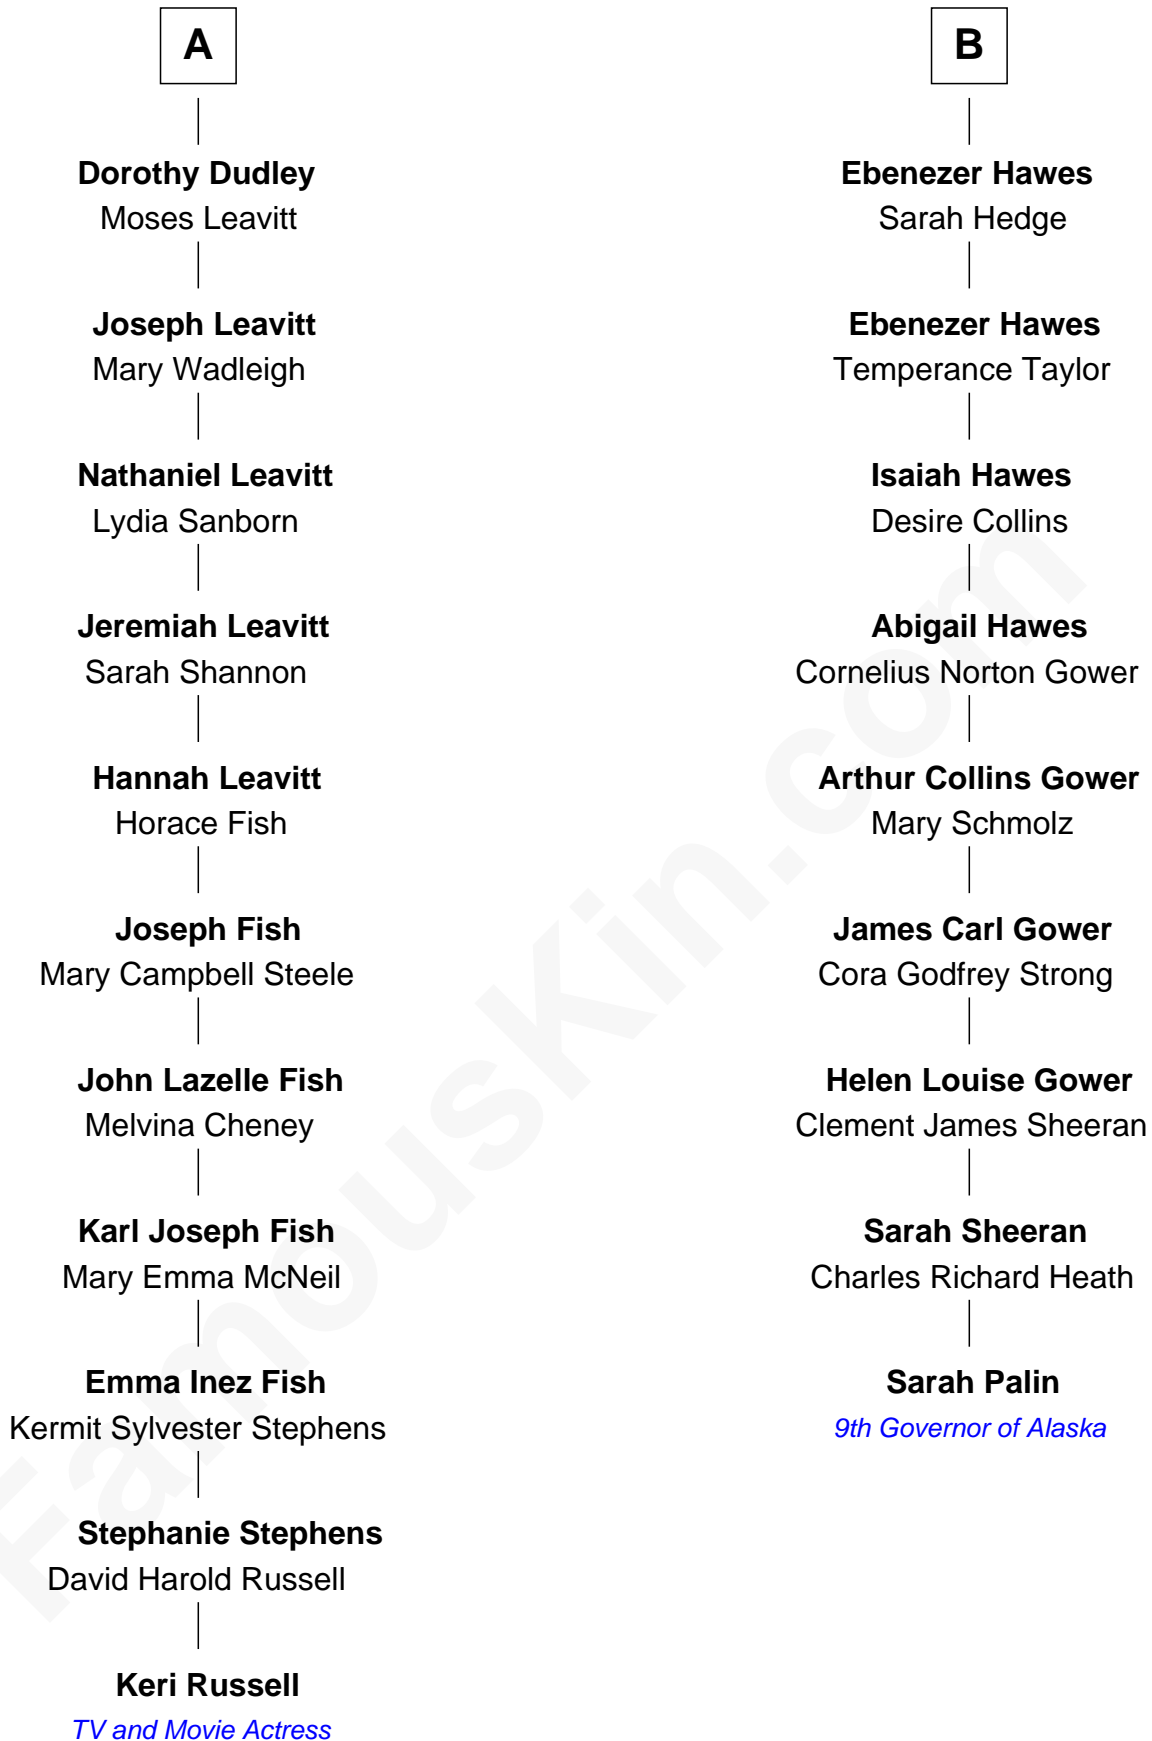 A
Dorothy Dudley
Moses Leavitt
Joseph Leavitt
Mary Wadleigh
Nathaniel Leavitt
Lydia Sanborn
Jeremiah Leavitt
Sarah Shannon
Hannah Leavitt
Horace Fish
Joseph Fish
Mary Campbell Steele
John Lazelle Fish
Melvina Cheney
Karl Joseph Fish
Mary Emma McNeil
Emma Inez Fish
Kermit Sylvester Stephens
Stephanie Stephens
David Harold Russell
Keri Russell
TV and Movie Actress
B
Ebenezer Hawes
Sarah Hedge
Ebenezer Hawes
Temperance Taylor
Isaiah Hawes
Desire Collins
Abigail Hawes
Cornelius Norton Gower
Arthur Collins Gower
Mary Schmolz
James Carl Gower
Cora Godfrey Strong
Helen Louise Gower
Clement James Sheeran
Sarah Sheeran
Charles Richard Heath
Sarah Palin
9th Governor of Alaska
FamousKin.com